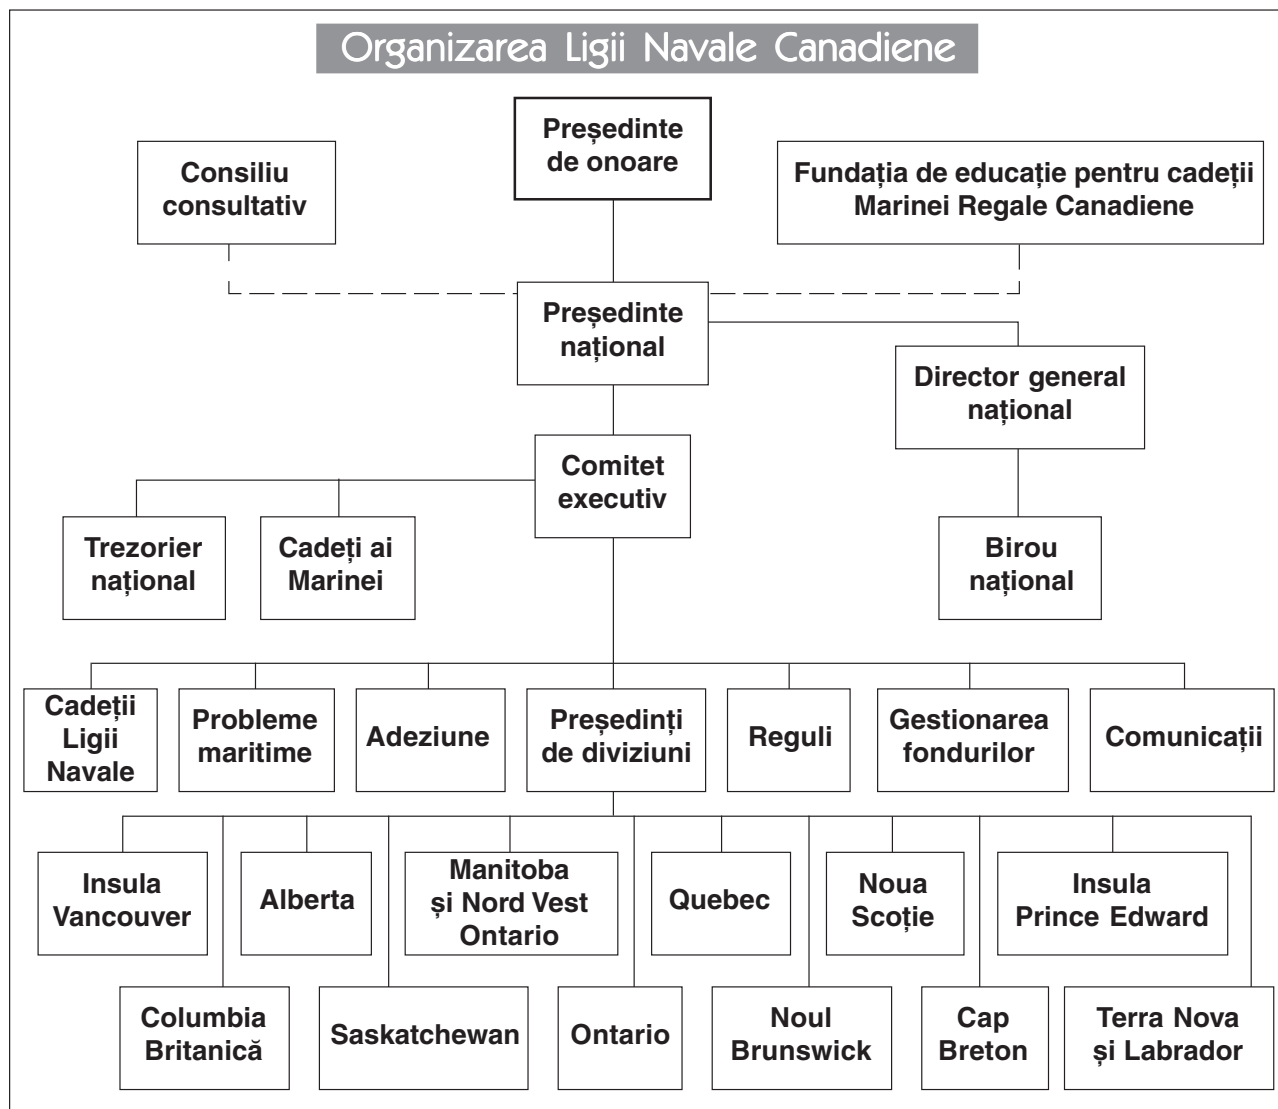 Organizarea Ligii Navale Canadiene
Președinte
de onoare
Consiliu
consultativ
Fundația de educație pentru cadeții
Marinei Regale Canadiene
Președinte
național
Director general
național
Comitet
executiv
Trezorier
național
Cadeți ai
Marinei
Birou
național
Cadeții
Ligii
Navale
Probleme
maritime
Adeziune
Președinți
de diviziuni
Reguli
Gestionarea
fondurilor
Comunicații
Insula
Vancouver
Alberta
Manitoba
și Nord Vest
Ontario
Quebec
Noua
Scoție
Insula
Prince Edward
Columbia
Britanică
Saskatchewan
Ontario
Noul
Brunswick
Cap
Breton
Terra Nova
și Labrador